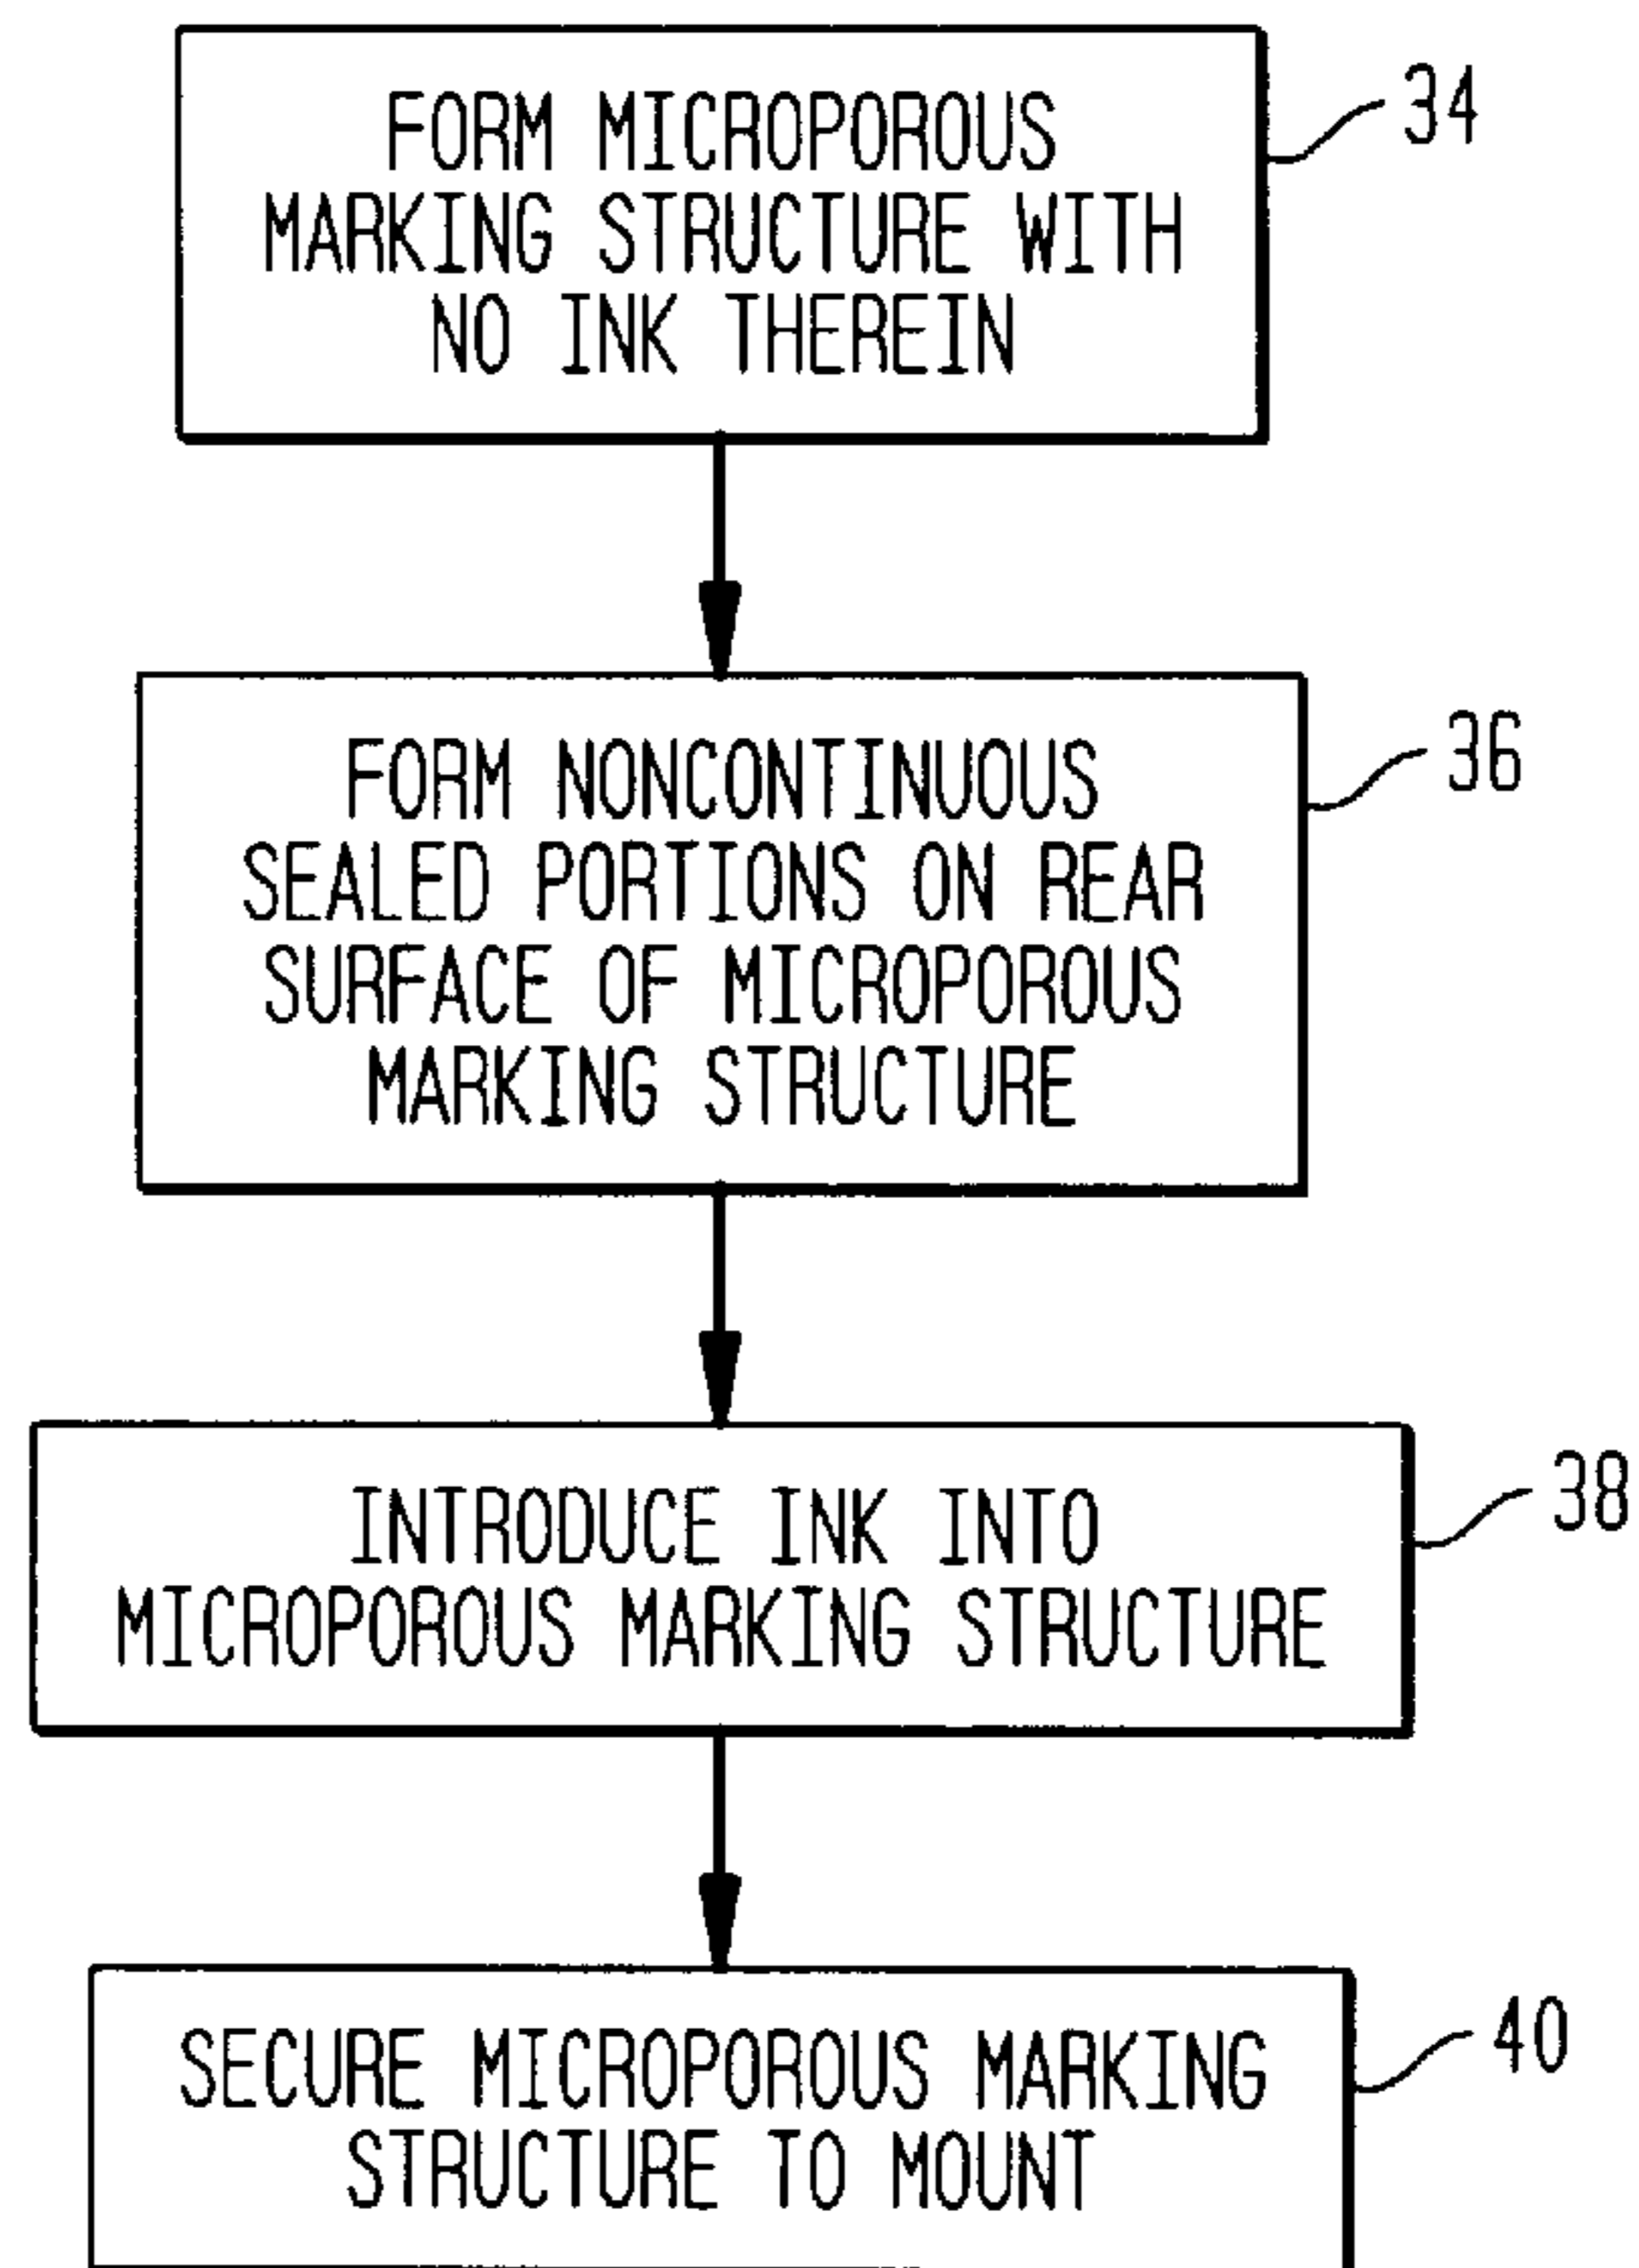 FORM MICROPOROUS
MARKING STRUCTURE WITH
NO INK THEREIN
34
FORM NONCONTINUOUS
SEALED PORTIONS ON REAR
SURFACE OF MICROPOROUS
MARKING STRUCTURE
36
INTRODUCE INK INTO
MICROPOROUS MARKING STRUCTURE
38
SECURE MICROPOROUS MARKING
STRUCTURE TO MOUNT
40